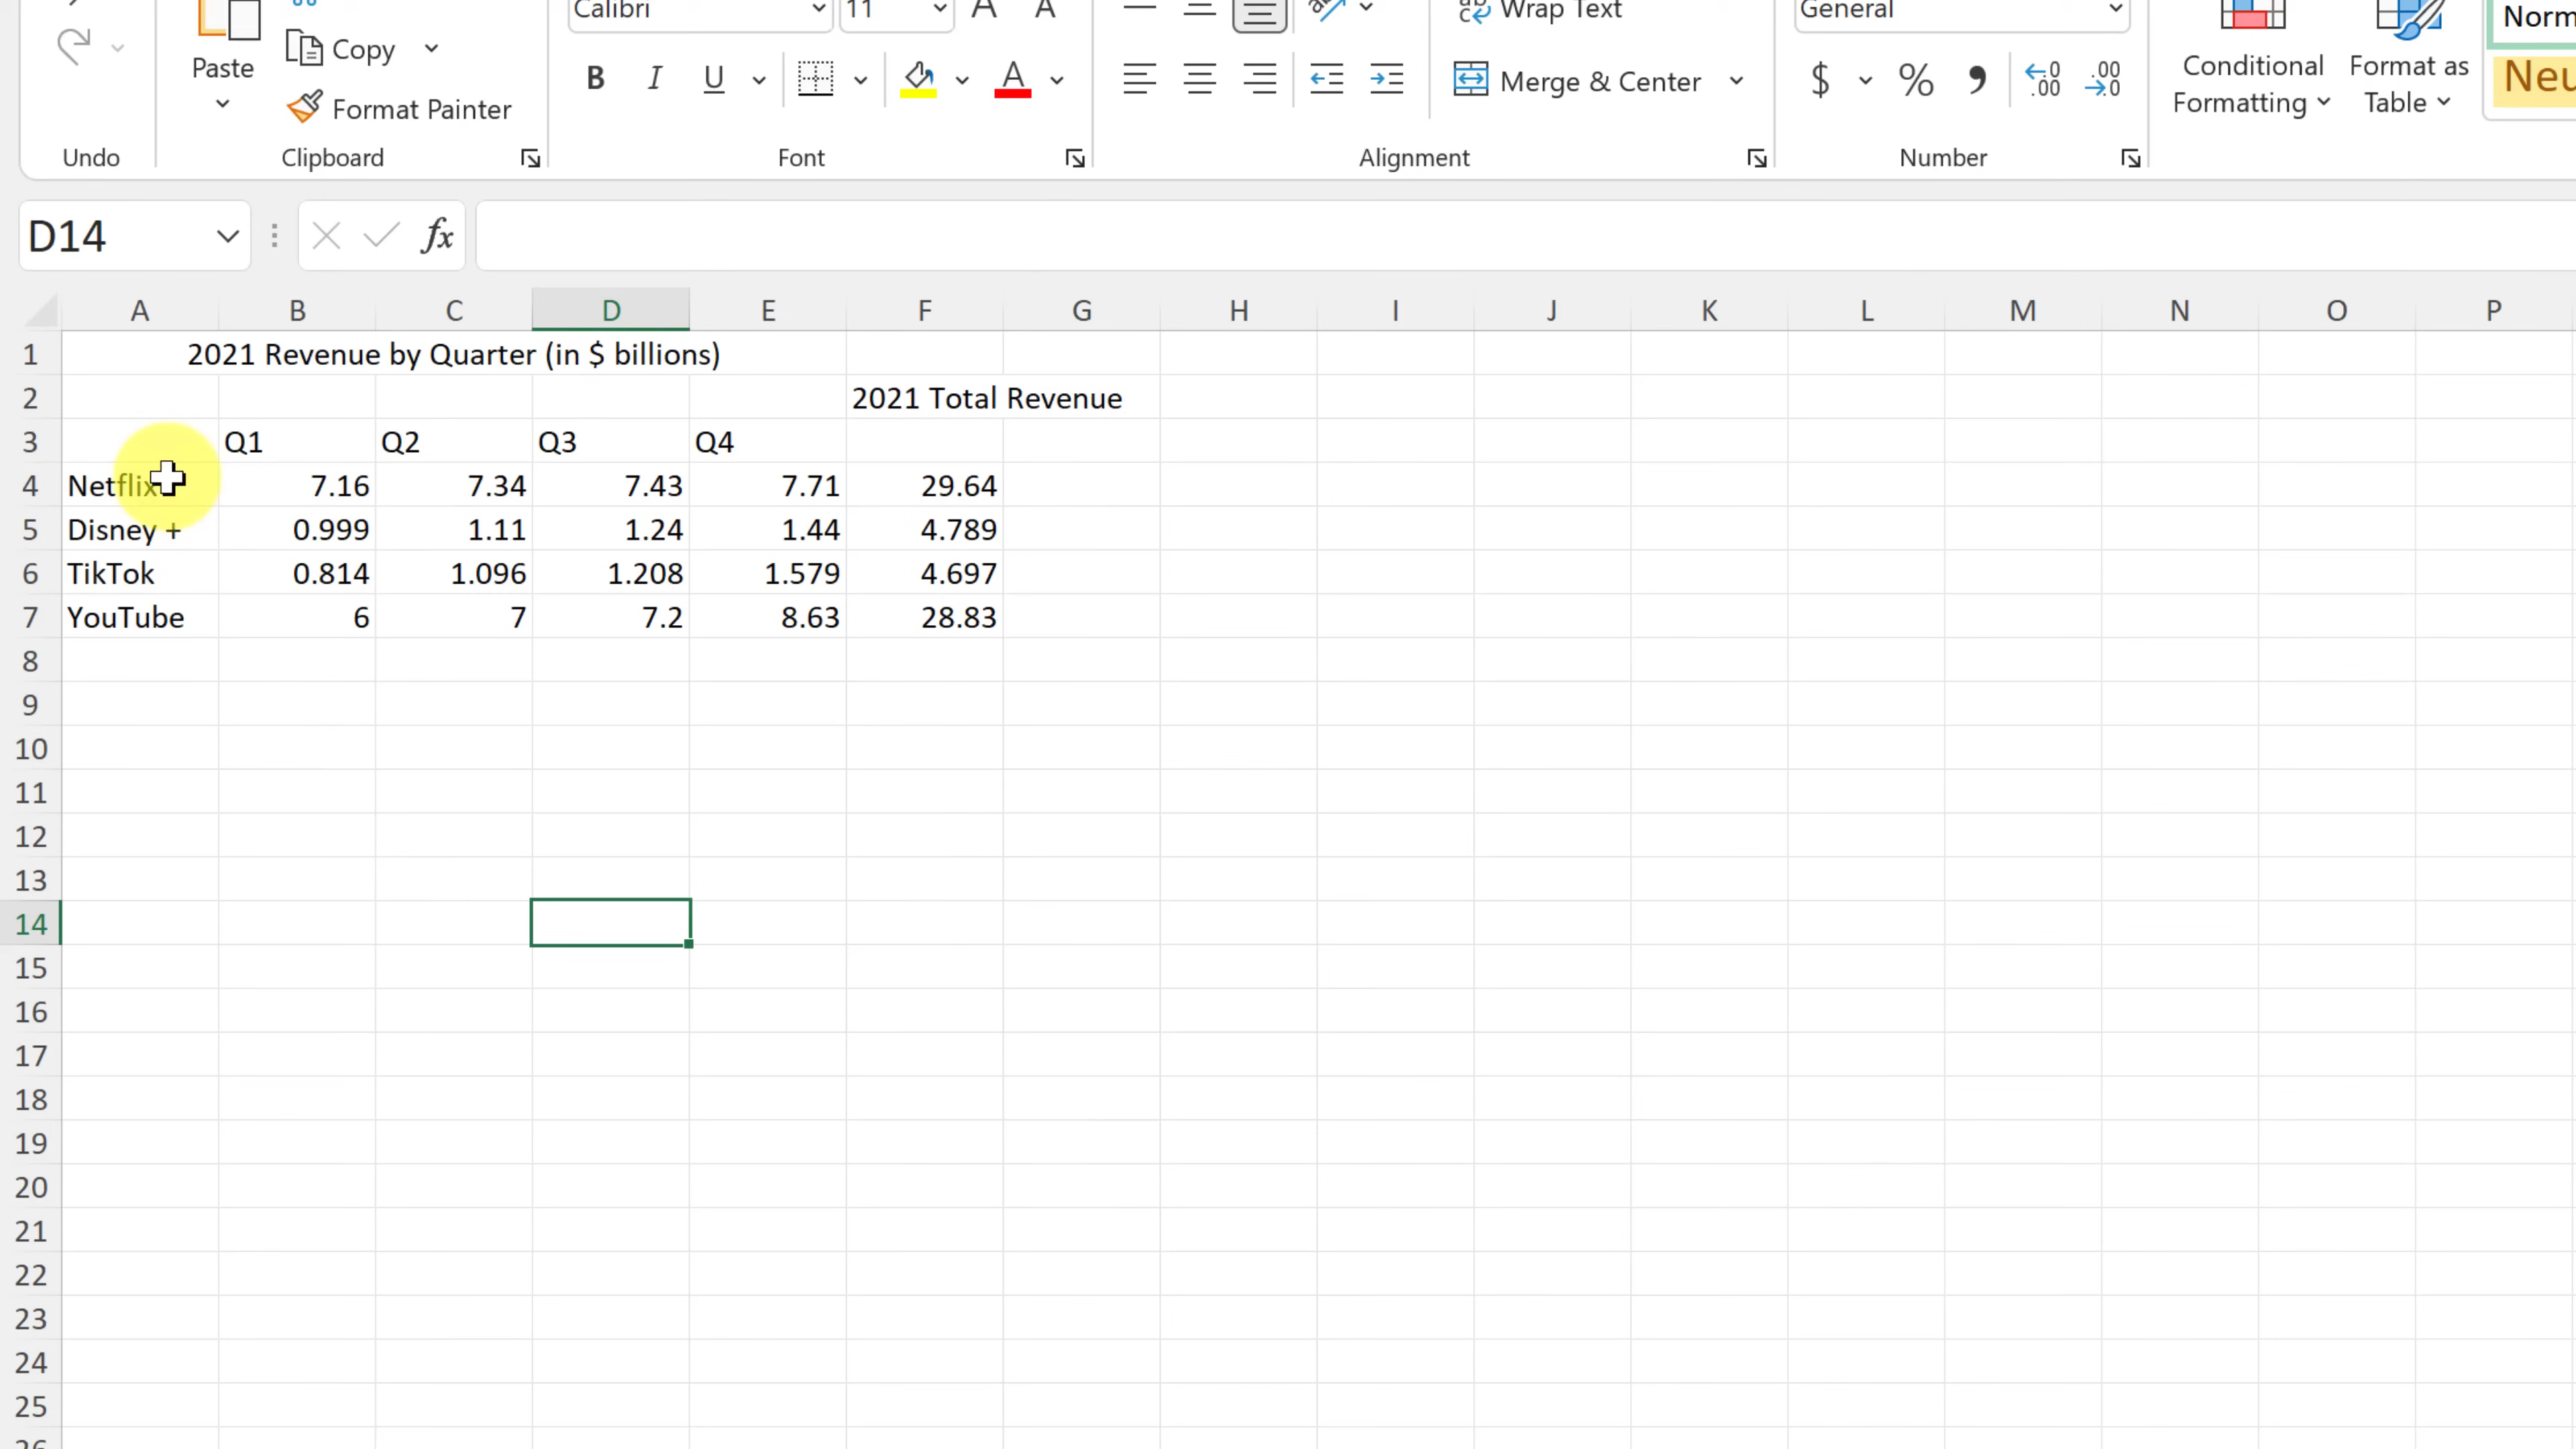 Calibri 11 A A Wrap Text General Norm
Paste Copy Format Painter B I U A Merge & Center $ % , Conditional Formatting Format as Table Neu
Undo Clipboard Font Alignment Number
D14 fx
A B C D E F G H I J K L M N O P
1 2021 Revenue by Quarter (in $ billions)
2 2021 Total Revenue
3 Q1 Q2 Q3 Q4
4 Netflix 7.16 7.34 7.43 7.71 29.64
5 Disney + 0.999 1.11 1.24 1.44 4.789
6 TikTok 0.814 1.096 1.208 1.579 4.697
7 YouTube 6 7 7.2 8.63 28.83
8
9
10
11
12
13
14
15
16
17
18
19
20
21
22
23
24
25
26